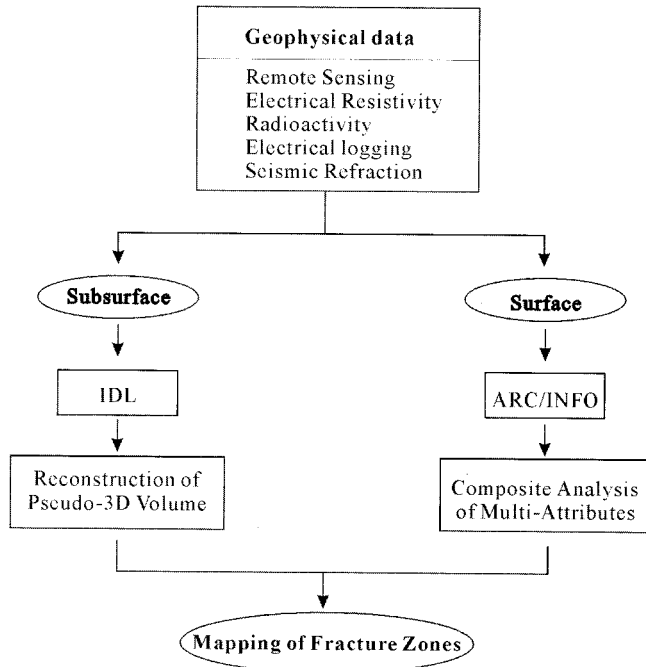 Geophysical data
Remote Sensing
Electrical Resistivity
Radioactivity
Electrical logging
Seismic Refraction
Subsurface
Surface
IDL
ARC/INFO
Reconstruction of
Pseudo-3D Volume
Composite Analysis
of Multi-Attributes
Mapping of Fracture Zones